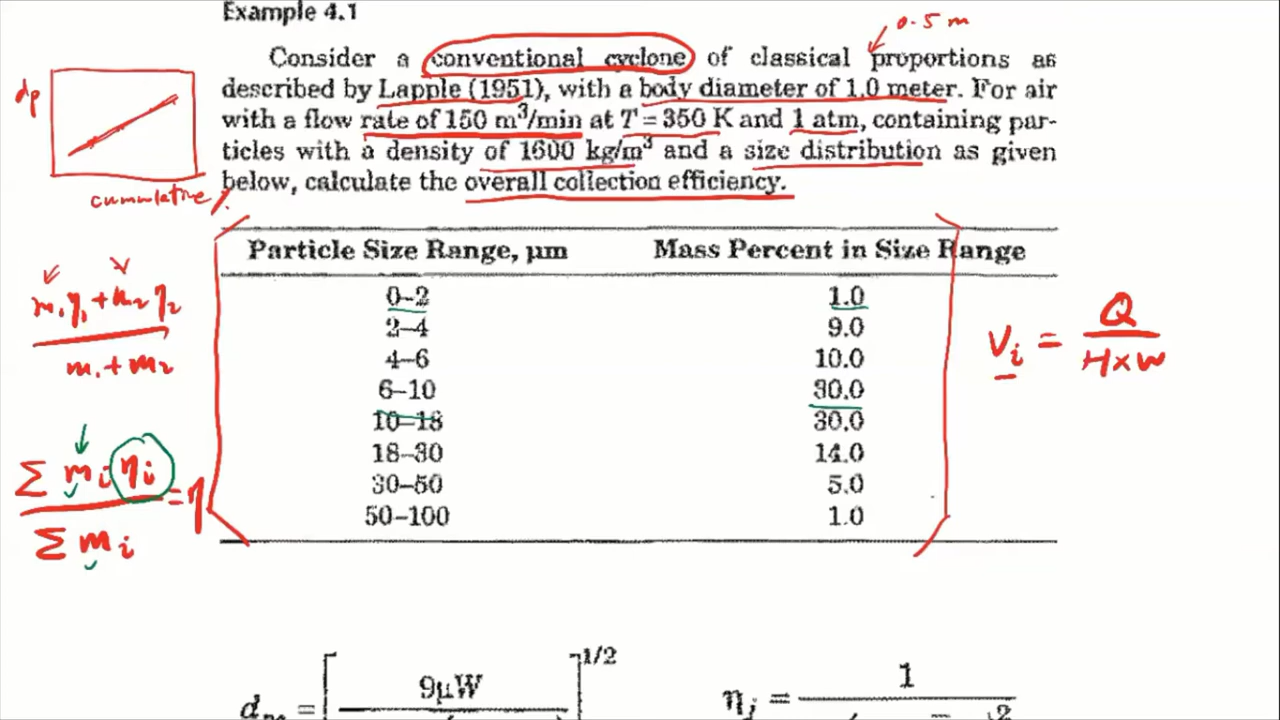 Example 4.1
0.5 m
Consider a conventional cyclone of classical proportions as
described by Lapple (1951), with a body diameter of 1.0 meter. For air
with a flow rate of 150 m³/min at T = 350 K and 1 atm, containing par-
ticles with a density of 1600 kg/m³ and a size distribution as given
below, calculate the overall collection efficiency.
dp
cummulative %
Particle Size Range, μm Mass Percent in Size Range
0–2 1.0
2–4 9.0
4–6 10.0
6–10 30.0
10–18 30.0
18–30 14.0
30–50 5.0
50–100 1.0
m₁η₁ + m₂η₂
m₁ + m₂
Σ mᵢ ηᵢ = η
Σ mᵢ
Vᵢ = Q
H × W
9μW
1/2
ηⱼ = 1